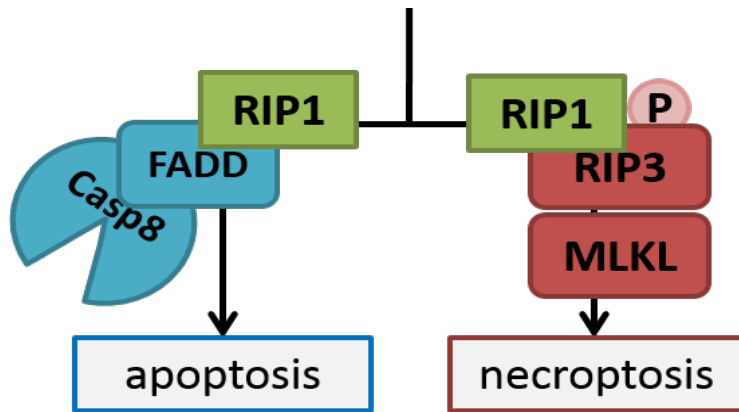 RIP1
FADD
Casp8
apoptosis
RIP1
P
RIP3
MLKL
necroptosis